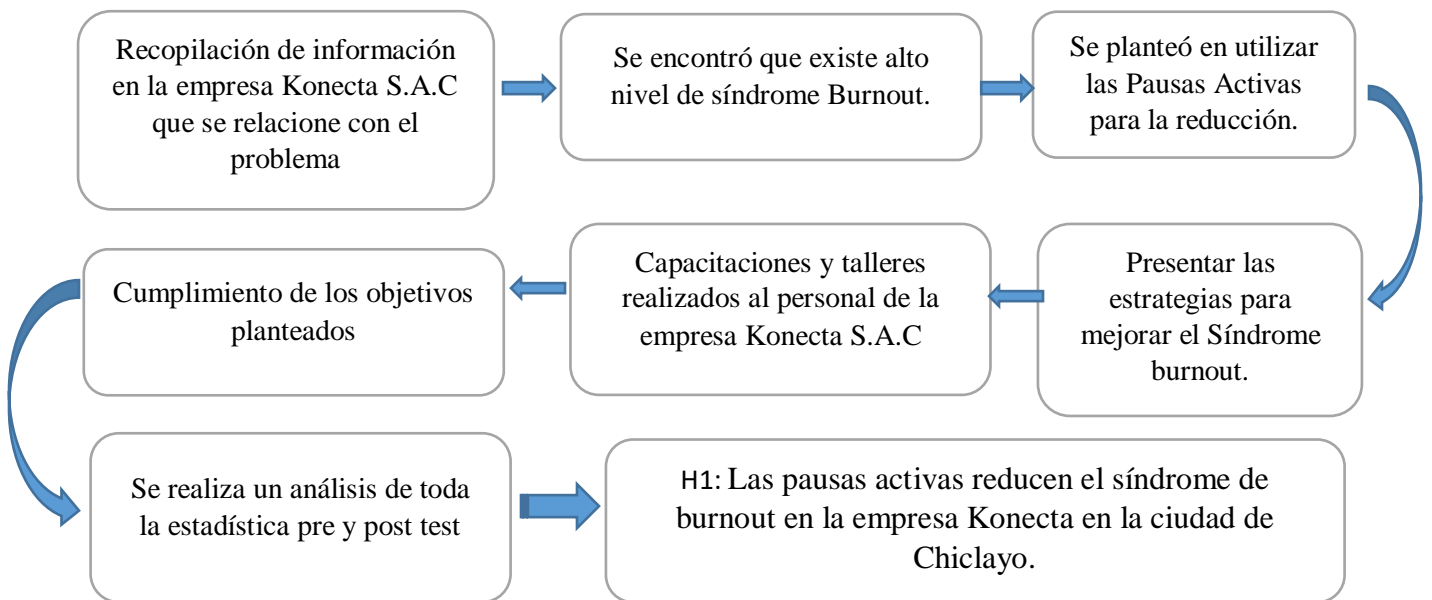 Recopilación de información
en la empresa Konecta S.A.C
que se relacione con el
problema
Se encontró que existe alto
nivel de síndrome Burnout.
Se planteó en utilizar
las Pausas Activas
para la reducción.
Presentar las
estrategias para
mejorar el Síndrome
burnout.
Capacitaciones y talleres
realizados al personal de la
empresa Konecta S.A.C
Cumplimiento de los objetivos
planteados
Se realiza un análisis de toda
la estadística pre y post test
H1: Las pausas activas reducen el síndrome de
burnout en la empresa Konecta en la ciudad de
Chiclayo.